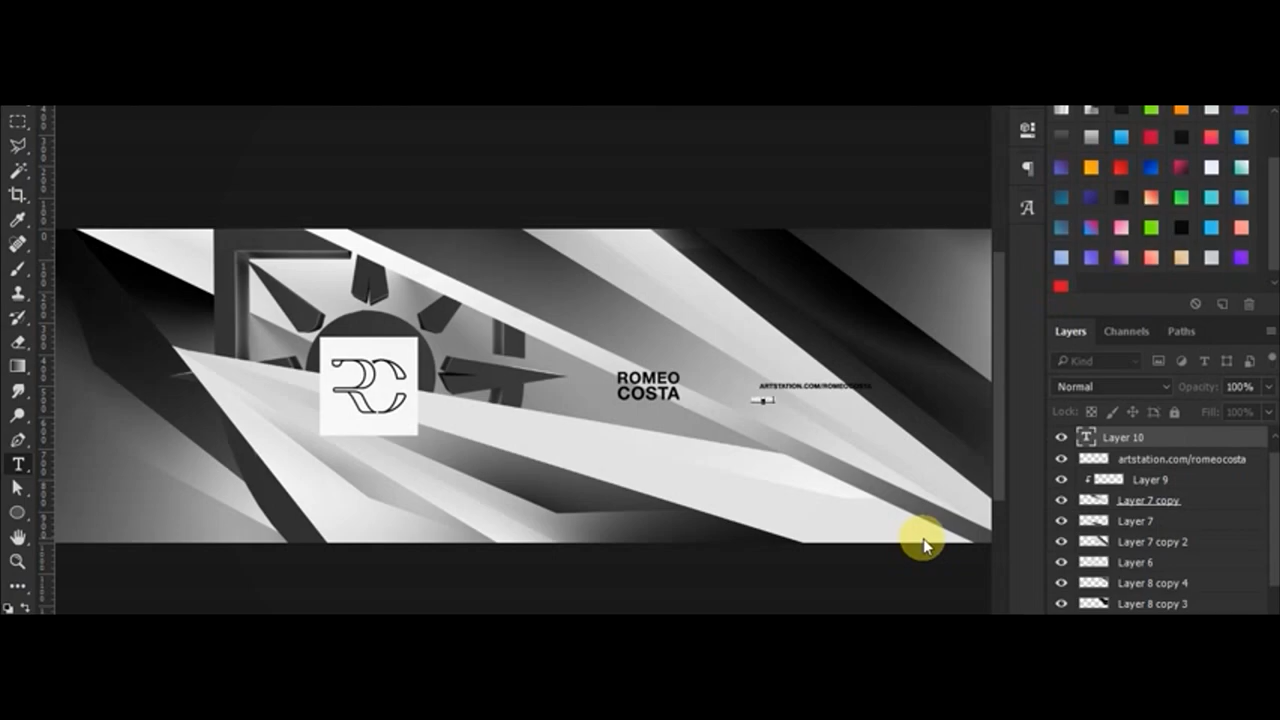 RC
ROMEO
COSTA
ARTSTATION.COM/ROMEOCOSTA
Layers Channels Paths
Kind
Normal Opacity: 100%
Lock: Fill: 100%
Layer 10
artstation.com/romeocosta
Layer 9
Layer 7 copy
Layer 7
Layer 7 copy 2
Layer 6
Layer 8 copy 4
Layer 8 copy 3